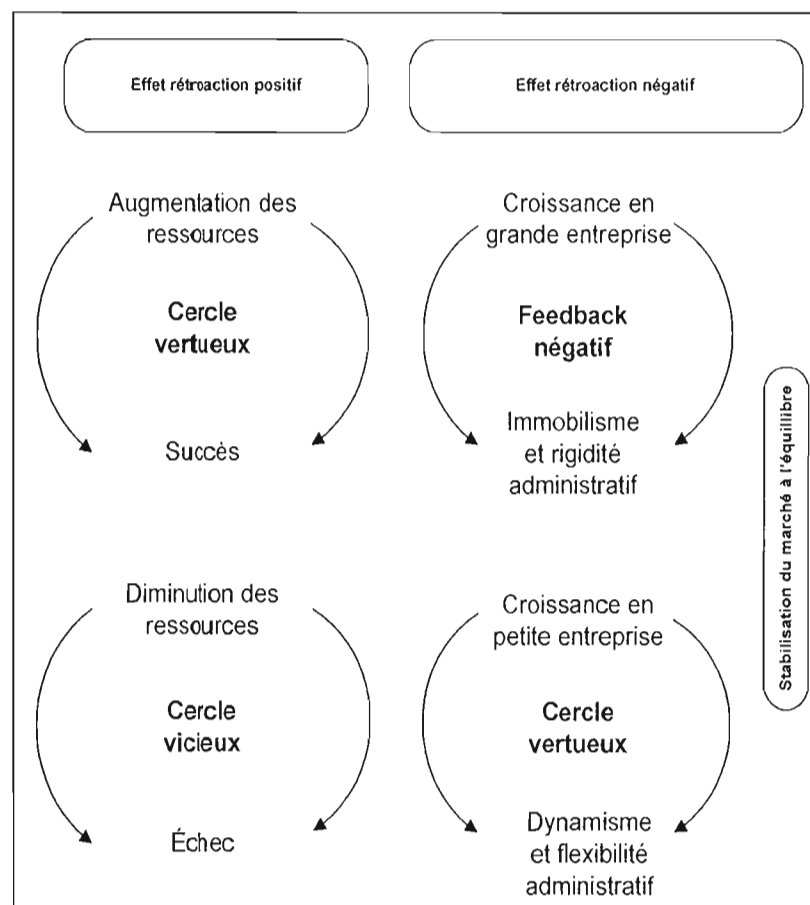 Effet rétroaction positif
Effet rétroaction négatif
Augmentation des
ressources
Cercle
vertueux
Succès
Croissance en
grande entreprise
Feedback
négatif
Immobilisme
et rigidité
administratif
Diminution des
ressources
Cercle
vicieux
Échec
Croissance en
petite entreprise
Cercle
vertueux
Dynamisme
et flexibilité
administratif
Stabilisation du marché à l'équillibre